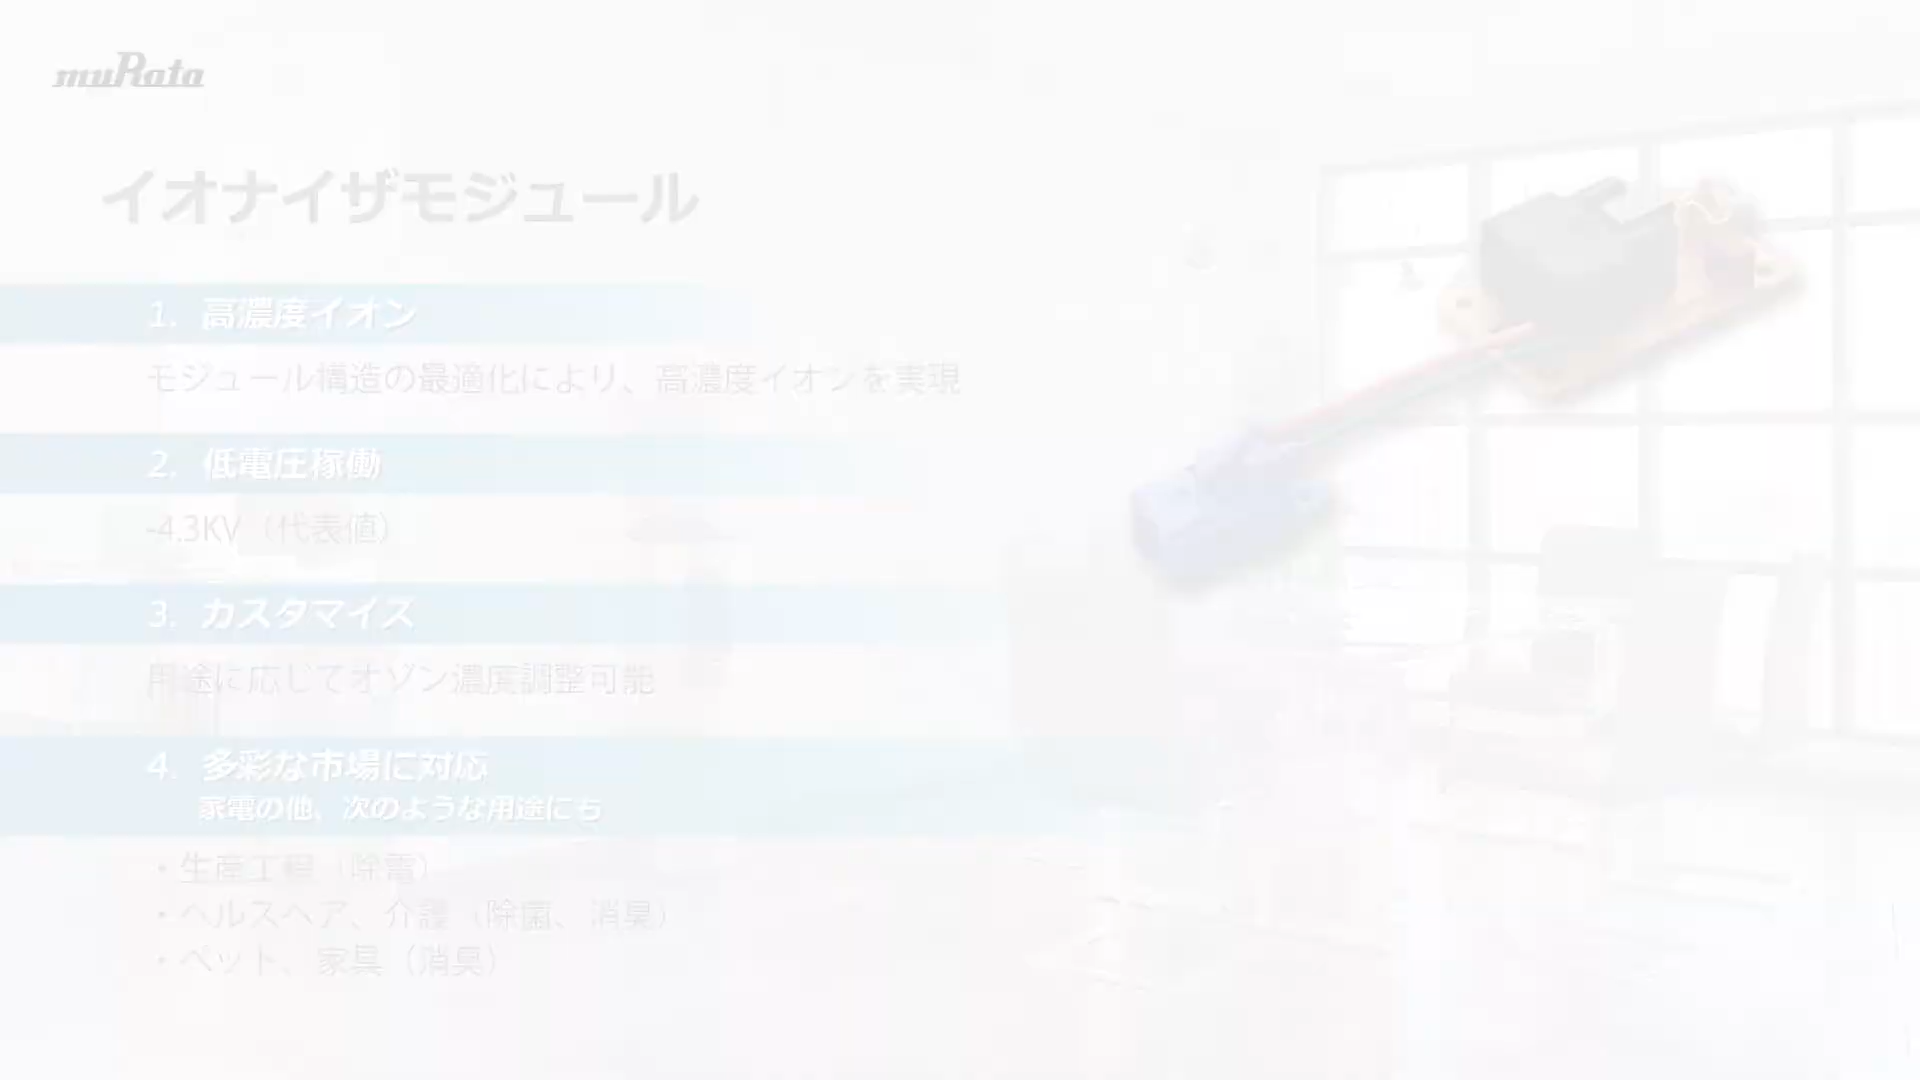 muRata
イオナイザモジュール
1. 高濃度イオン
モジュール構造の最適化により、高濃度イオンを実現
2. 低電圧稼働
-4.3KV（代表値）
3. カスタマイズ
用途に応じてオゾン濃度調整可能
4. 多彩な市場に対応
家電の他、次のような用途にも
・生産工程（除電）
・ヘルスヘア、介護（除菌、消臭）
・ペット、家具（消臭）